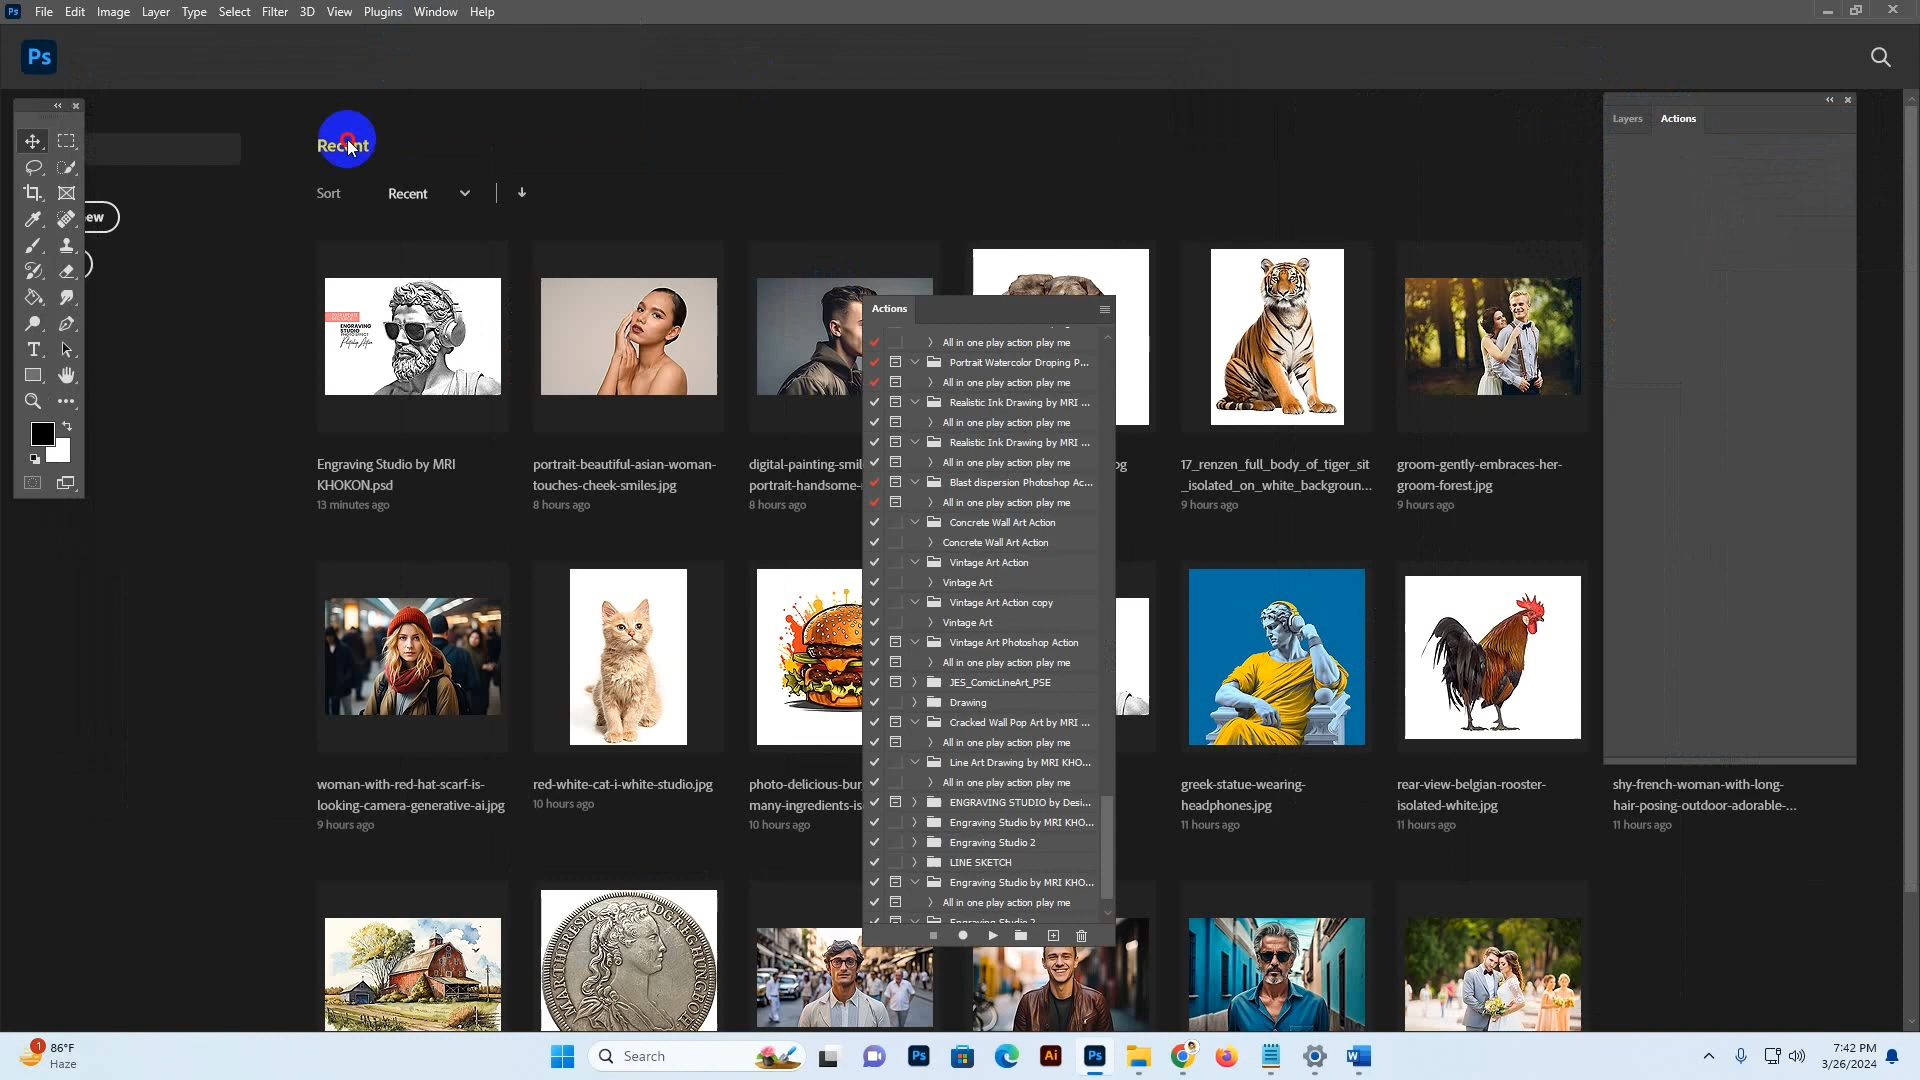 Ps File Edit Image Layer Type Select Filter 3D View Plugins Window Help
Ps
Recent
Sort Recent
ew
Layers Actions
ENGRAVING
STUDIO
Engraving Studio by MRI
KHOKON.psd
13 minutes ago
portrait-beautiful-asian-woman-
touches-cheek-smiles.jpg
8 hours ago
digital-painting-smil
portrait-handsome-
8 hours ago
og
17_renzen_full_body_of_tiger_sit
_isolated_on_white_backgroun...
9 hours ago
groom-gently-embraces-her-
groom-forest.jpg
9 hours ago
woman-with-red-hat-scarf-is-
looking-camera-generative-ai.jpg
9 hours ago
red-white-cat-i-white-studio.jpg
10 hours ago
photo-delicious-bur
many-ingredients-is
10 hours ago
greek-statue-wearing-
headphones.jpg
11 hours ago
rear-view-belgian-rooster-
isolated-white.jpg
11 hours ago
shy-french-woman-with-long-
hair-posing-outdoor-adorable-...
11 hours ago
Actions
All in one play action play me
Portrait Watercolor Droping P...
All in one play action play me
Realistic Ink Drawing by MRI ...
All in one play action play me
Realistic Ink Drawing by MRI ...
All in one play action play me
Blast dispersion Photoshop Ac...
All in one play action play me
Concrete Wall Art Action
Concrete Wall Art Action
Vintage Art Action
Vintage Art
Vintage Art Action copy
Vintage Art
Vintage Art Photoshop Action
All in one play action play me
JES_ComicLineArt_PSE
Drawing
Cracked Wall Pop Art by MRI ...
All in one play action play me
Line Art Drawing by MRI KHO...
All in one play action play me
ENGRAVING STUDIO by Desi...
Engraving Studio by MRI KHO...
Engraving Studio 2
LINE SKETCH
Engraving Studio by MRI KHO...
All in one play action play me
Engraving Studio 2
1
86°F
Haze
Search
Ps
Ai
Ps
7:42 PM
3/26/2024